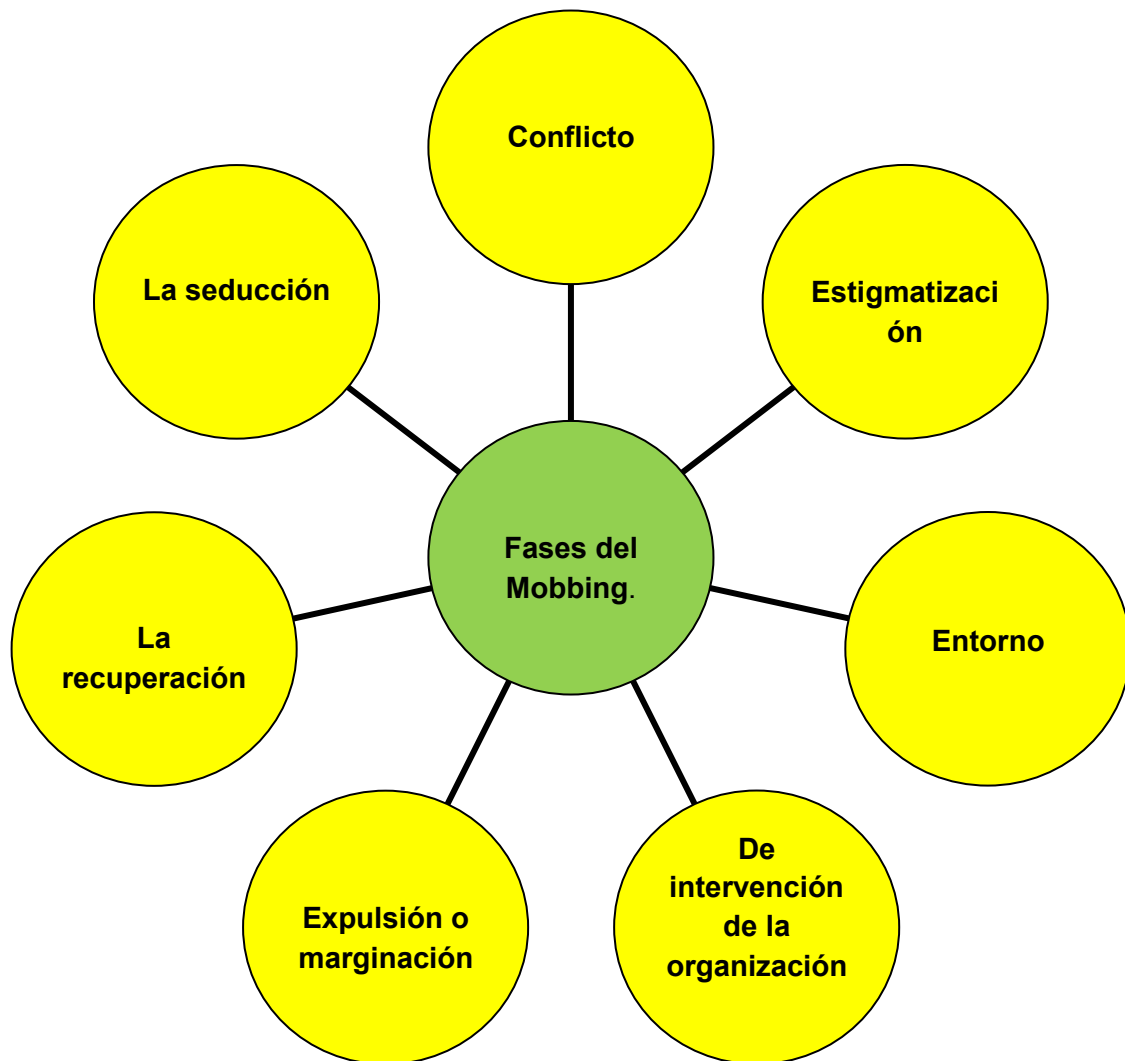 Conflicto
La seducción
Estigmatizaci
ón
Fases del
Mobbing.
La
recuperación
Entorno
Expulsión o
marginación
De
intervención
de la
organización